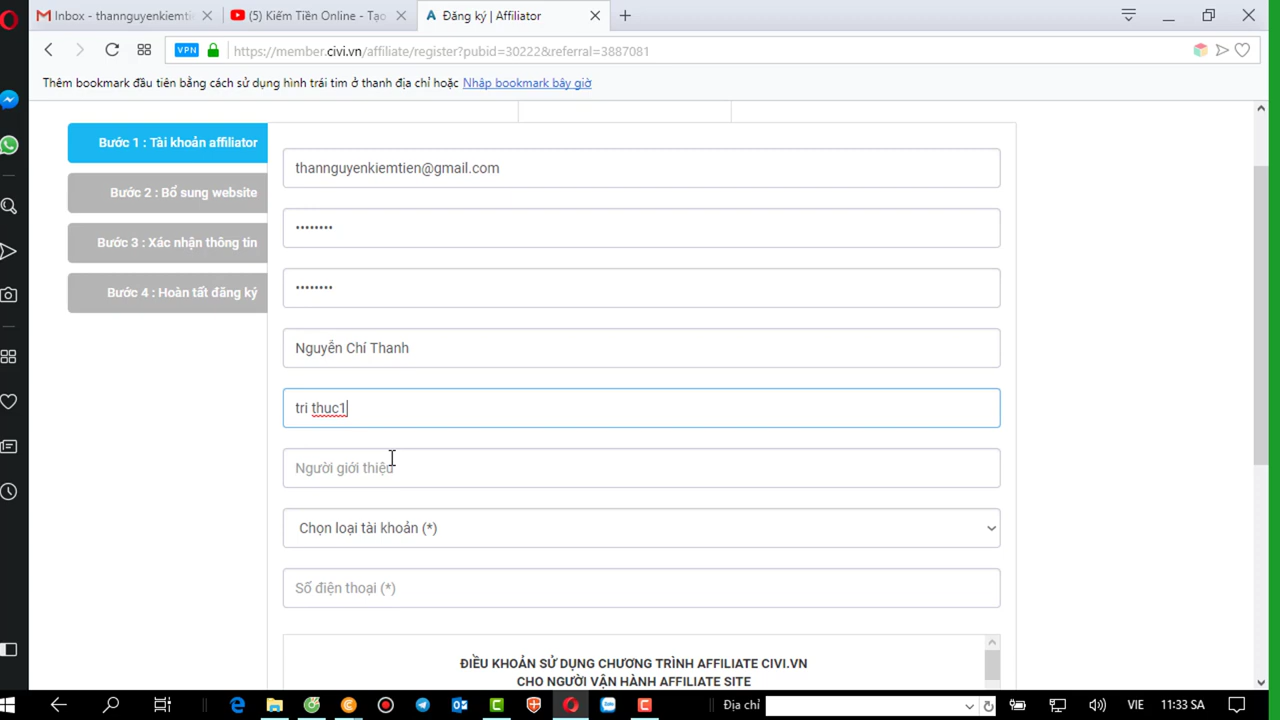 Inbox - thannguyenkiemti
(5) Kiếm Tiền Online - Tạo
Đăng ký | Affiliator
VPN
https://member.civi.vn/affiliate/register?pubid=30222&referral=3887081
Thêm bookmark đầu tiên bằng cách sử dụng hình trái tim ở thanh địa chỉ hoặc Nhập bookmark bây giờ
Bước 1 : Tài khoản affiliator
Bước 2 : Bổ sung website
Bước 3 : Xác nhận thông tin
Bước 4 : Hoàn tất đăng ký
thannguyenkiemtien@gmail.com
••••••••
••••••••
Nguyễn Chí Thanh
tri thuc1
Người giới thiệu
Chọn loại tài khoản (*)
Số điện thoại (*)
ĐIỀU KHOẢN SỬ DỤNG CHƯƠNG TRÌNH AFFILIATE CIVI.VN
CHO NGƯỜI VẬN HÀNH AFFILIATE SITE
Địa chỉ
VIE
11:33 SA